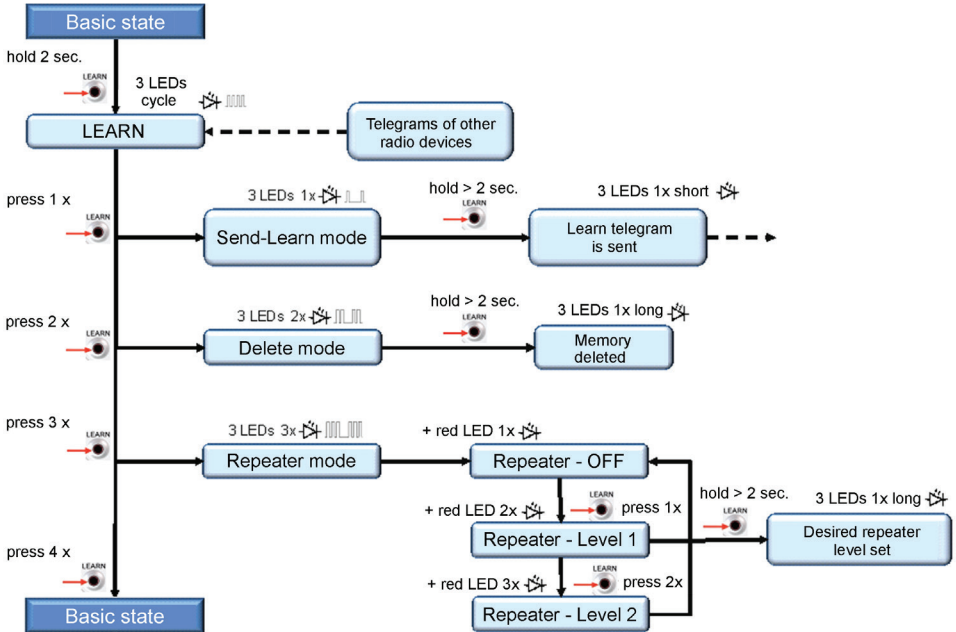 Basic state
hold 2 sec.
LEARN
3 LEDs
cycle
LEARN
Telegrams of other
radio devices
press 1 x
LEARN
3 LEDs 1x
Send-Learn mode
hold > 2 sec.
LEARN
3 LEDs 1x short
Learn telegram
is sent
press 2 x
LEARN
3 LEDs 2x
Delete mode
hold > 2 sec.
LEARN
3 LEDs 1x long
Memory
deleted
press 3 x
LEARN
3 LEDs 3x
Repeater mode
+ red LED 1x
Repeater - OFF
LEARN
press 1x
+ red LED 2x
Repeater - Level 1
hold > 2 sec.
LEARN
3 LEDs 1x long
Desired repeater
level set
LEARN
press 2x
+ red LED 3x
Repeater - Level 2
press 4 x
LEARN
Basic state